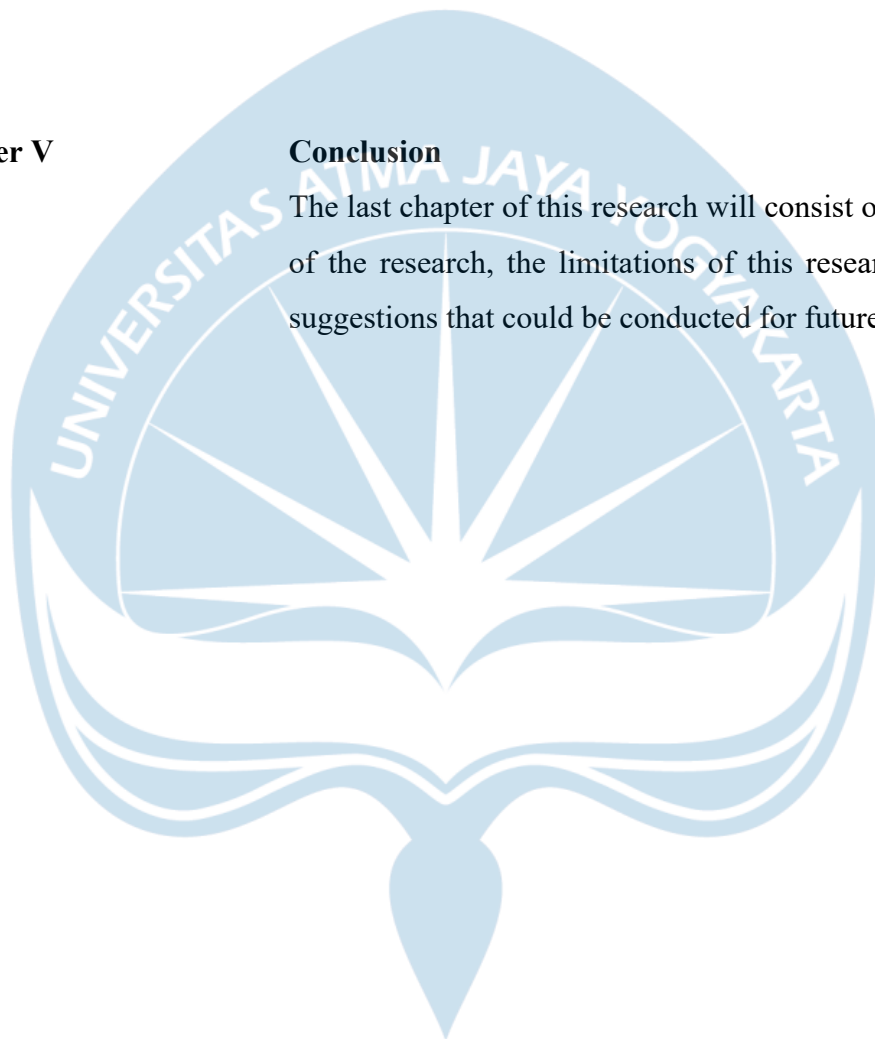 er V
Conclusion
The last chapter of this research will consist o
of the research, the limitations of this resear
suggestions that could be conducted for future
UNIVERSITAS ATMA JAYA YOGYAKARTA